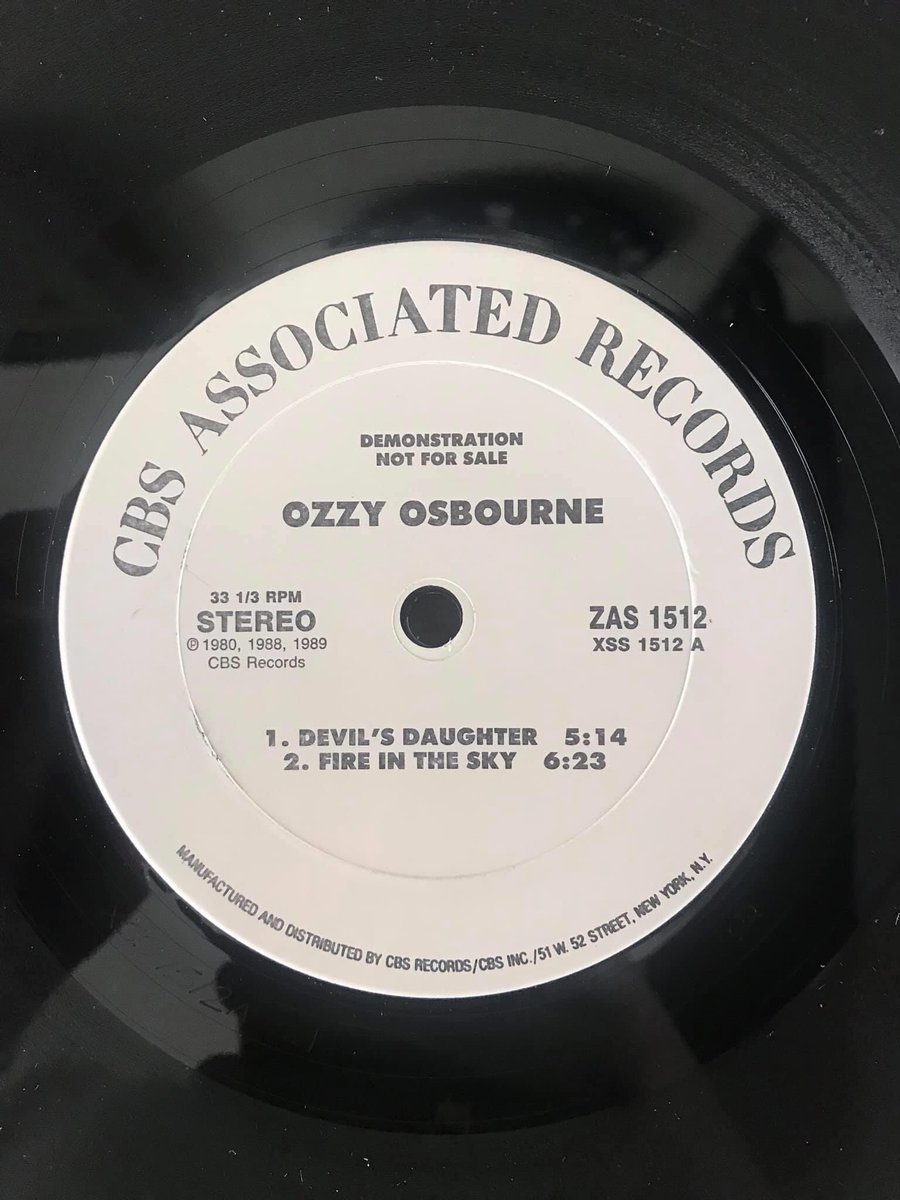 CBS ASSOCIATED RECORDS
DEMONSTRATION
NOT FOR SALE
OZZY OSBOURNE
33 1/3 RPM
STEREO
℗ 1980, 1988, 1989
CBS Records
ZAS 1512
XSS 1512 A
1. DEVIL'S DAUGHTER 5:14
2. FIRE IN THE SKY 6:23
MANUFACTURED AND DISTRIBUTED BY CBS RECORDS/CBS INC./51 W. 52 STREET, NEW YORK, N.Y.